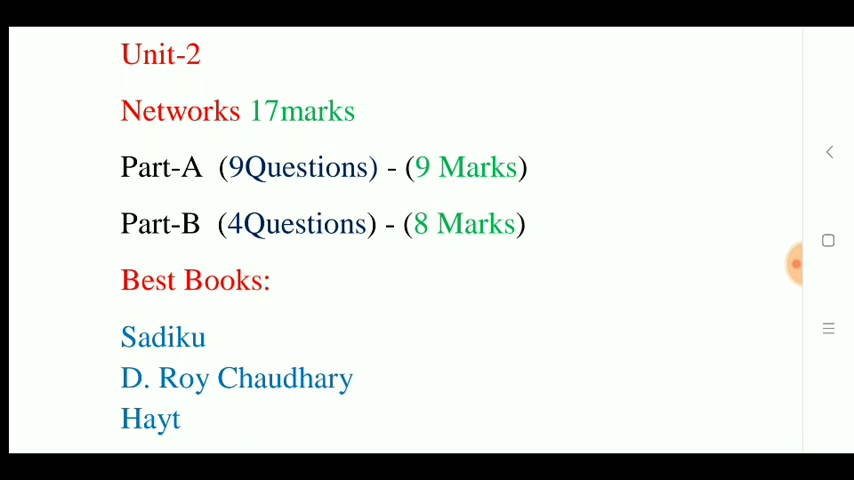 Unit-2
Networks 17marks
Part-A (9Questions) - (9 Marks)
Part-B (4Questions) - (8 Marks)
Best Books:
Sadiku
D. Roy Chaudhary
Hayt